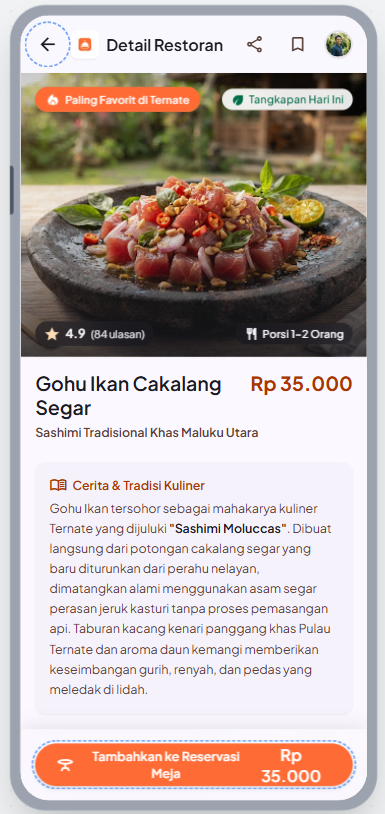 Detail Restoran
Paling Favorit di Ternate
Tangkapan Hari Ini
4.9 (84 ulasan)
Porsi 1-2 Orang
Gohu Ikan Cakalang
Segar
Rp 35.000
Sashimi Tradisional Khas Maluku Utara
Cerita & Tradisi Kuliner
Gohu Ikan tersohor sebagai mahakarya kuliner
Ternate yang dijuluki "Sashimi Moluccas". Dibuat
langsung dari potongan cakalang segar yang
baru diturunkan dari perahu nelayan,
dimatangkan alami menggunakan asam segar
perasan jeruk kasturi tanpa proses pemasangan
api. Taburan kacang kenari panggang khas Pulau
Ternate dan aroma daun kemangi memberikan
keseimbangan gurih, renyah, dan pedas yang
meledak di lidah.
Tambahkan ke Reservasi
Meja
Rp
35.000